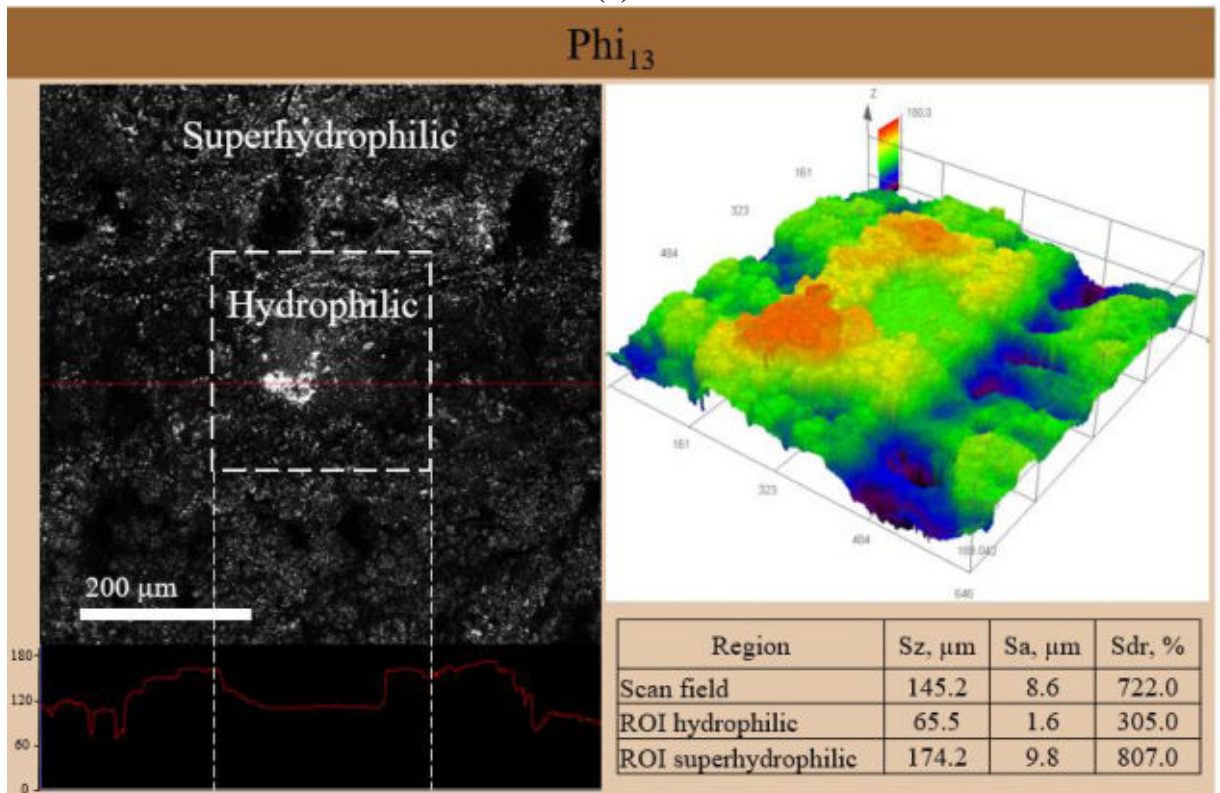 Phi13
Superhydrophilic
Hydrophilic
200 μm
180
120
60
0
Z
180.0
161
323
484
161
323
484
646
Region Sz, μm Sa, μm Sdr, %
Scan field 145.2 8.6 722.0
ROI hydrophilic 65.5 1.6 305.0
ROI superhydrophilic 174.2 9.8 807.0